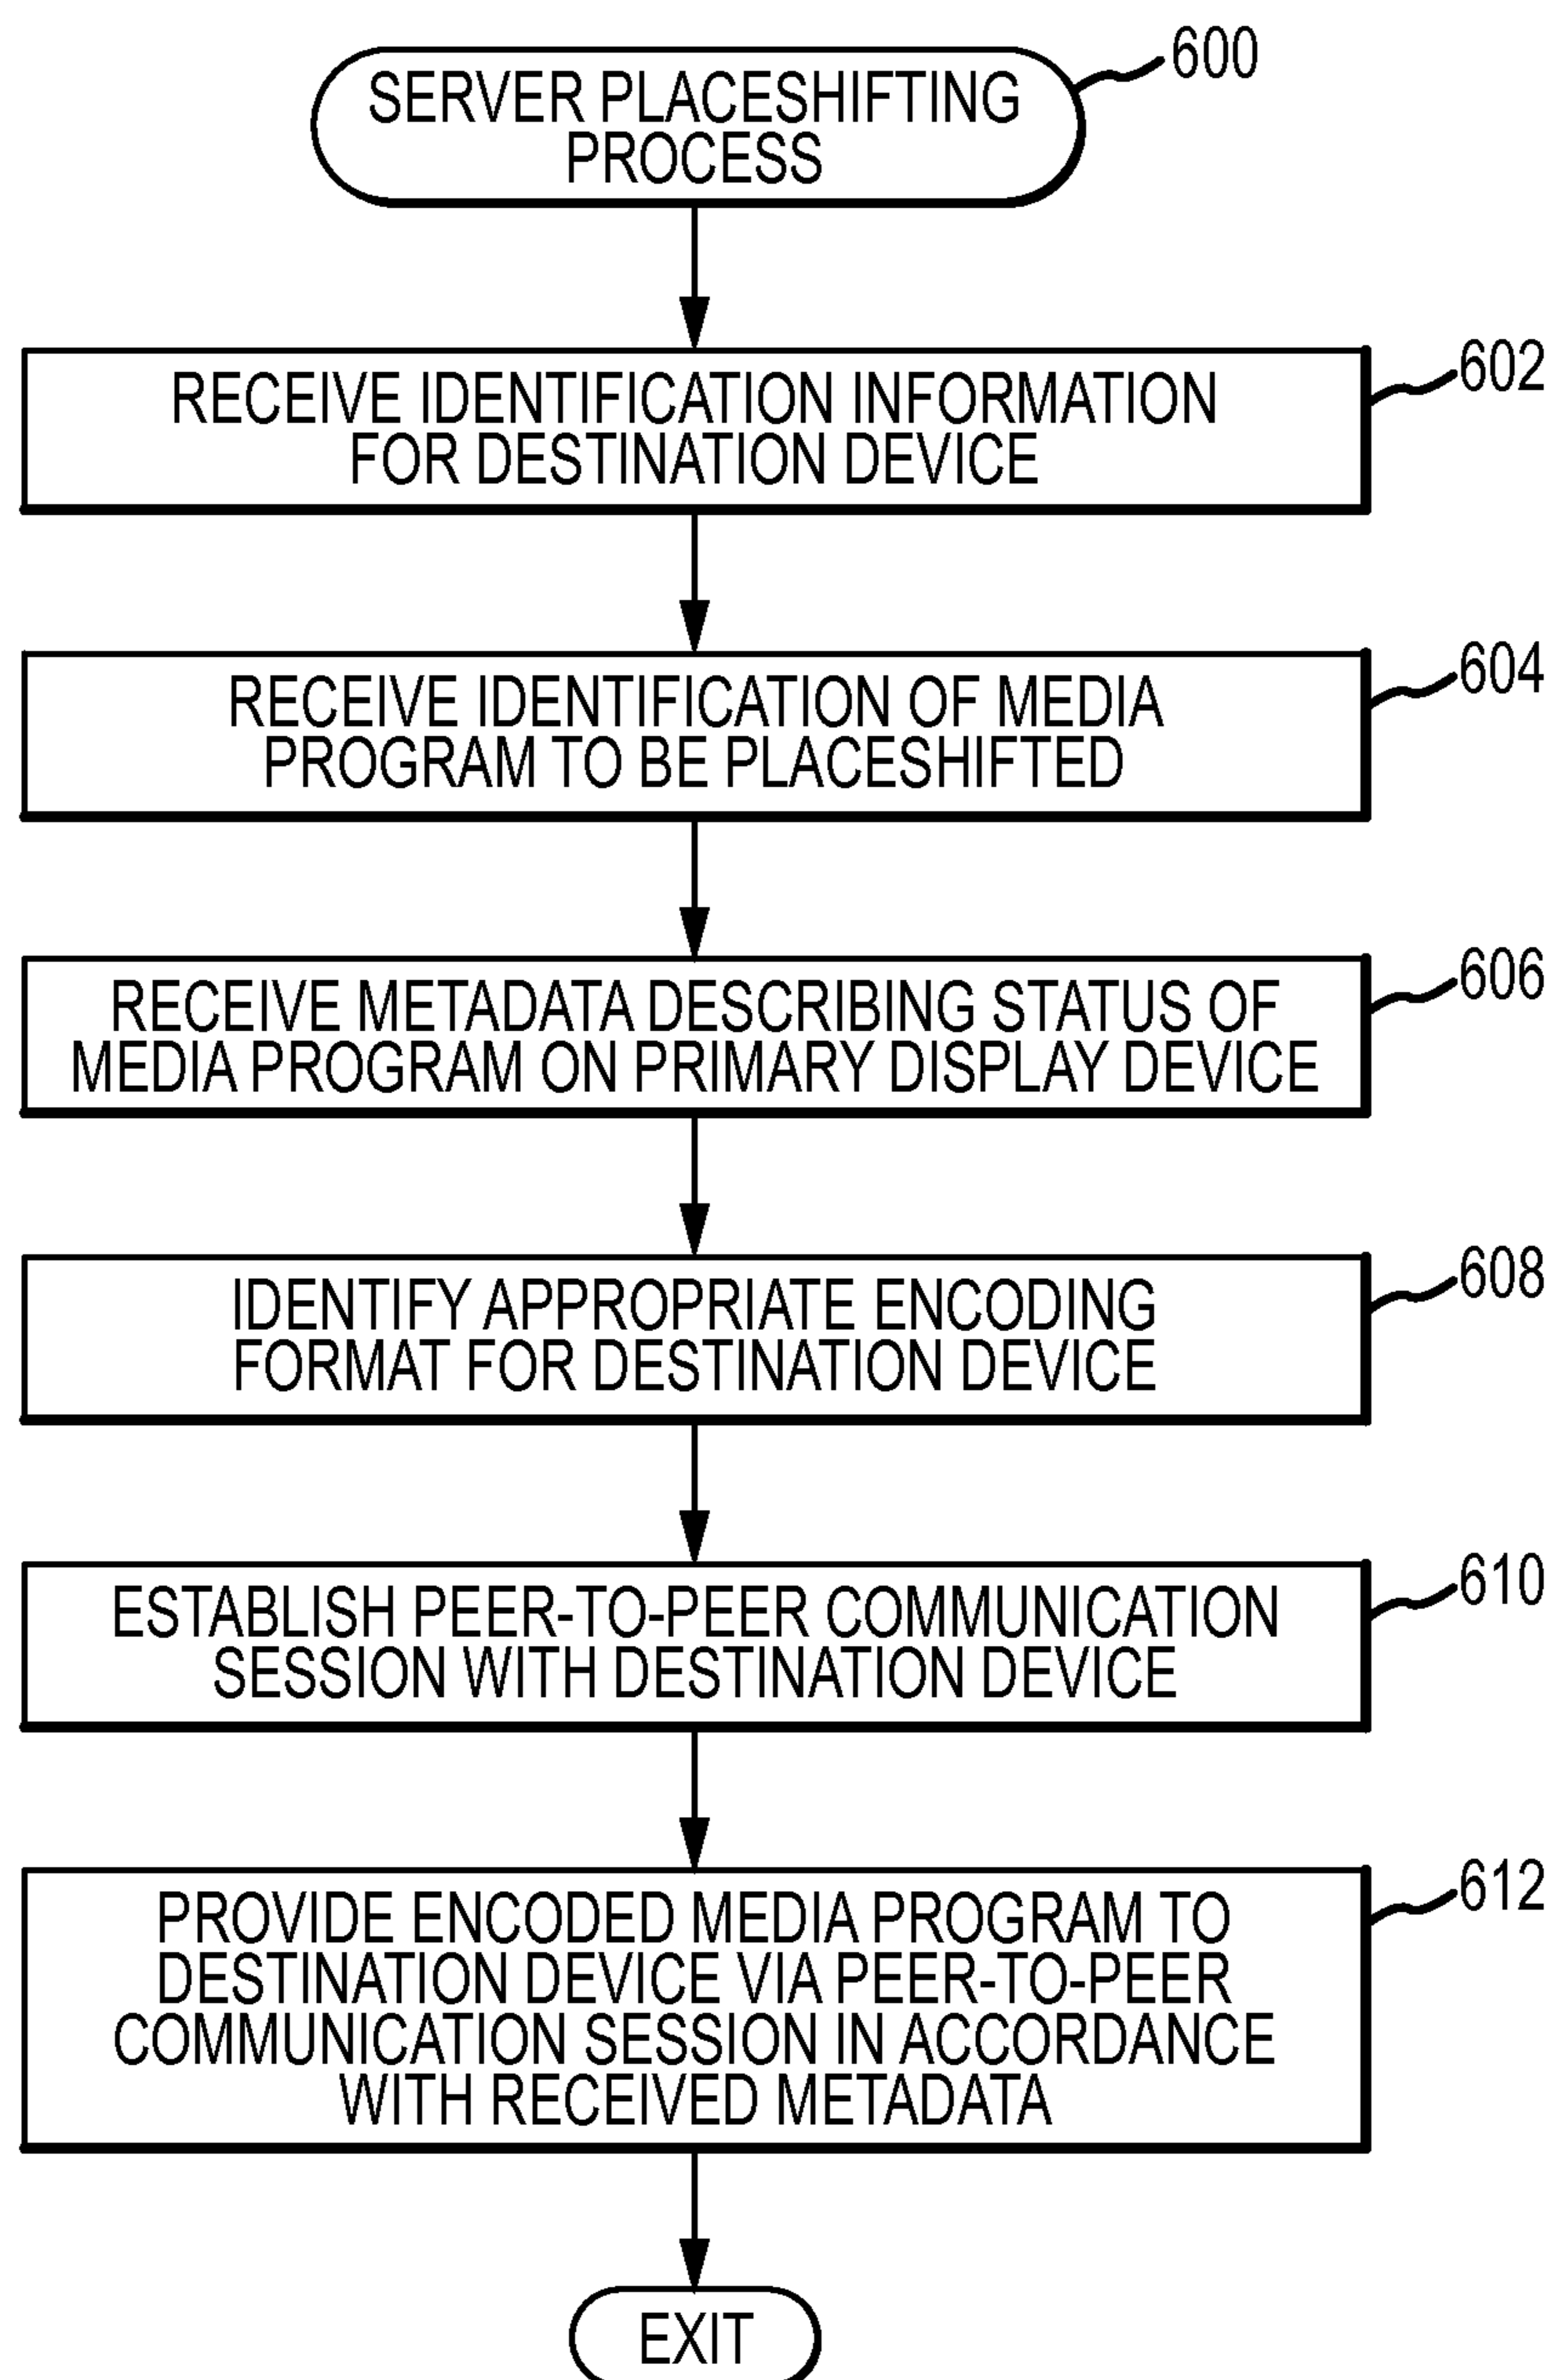 600
SERVER PLACESHIFTING
PROCESS
602
RECEIVE IDENTIFICATION INFORMATION
FOR DESTINATION DEVICE
604
RECEIVE IDENTIFICATION OF MEDIA
PROGRAM TO BE PLACESHIFTED
606
RECEIVE METADATA DESCRIBING STATUS OF
MEDIA PROGRAM ON PRIMARY DISPLAY DEVICE
608
IDENTIFY APPROPRIATE ENCODING
FORMAT FOR DESTINATION DEVICE
610
ESTABLISH PEER-TO-PEER COMMUNICATION
SESSION WITH DESTINATION DEVICE
612
PROVIDE ENCODED MEDIA PROGRAM TO
DESTINATION DEVICE VIA PEER-TO-PEER
COMMUNICATION SESSION IN ACCORDANCE
WITH RECEIVED METADATA
EXIT